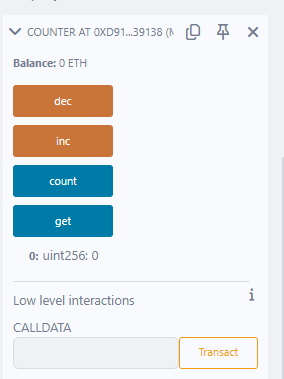 COUNTER AT 0XD91...39138 (M
Balance: 0 ETH
dec
inc
count
get
0: uint256: 0
Low level interactions
i
CALLDATA
Transact